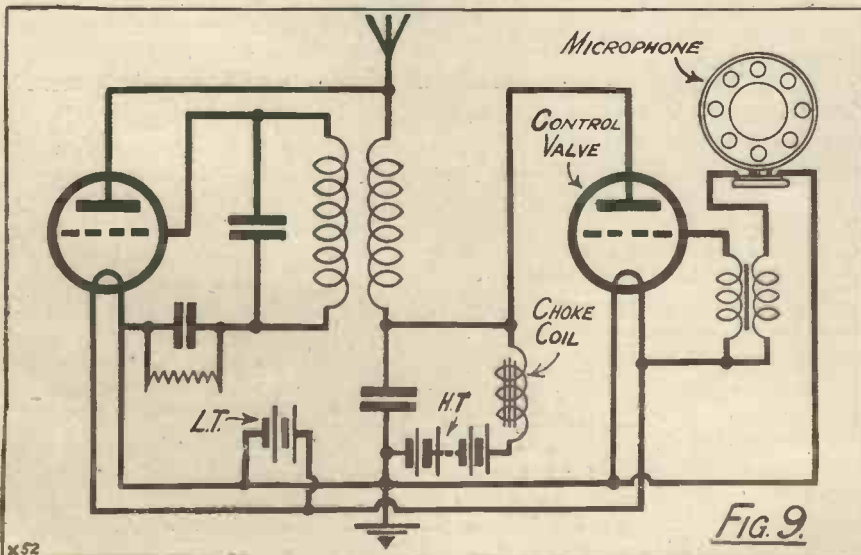 MICROPHONE
CONTROL
VALVE
CHOKE
COIL
H.T
L.T.
FIG. 9.
X52